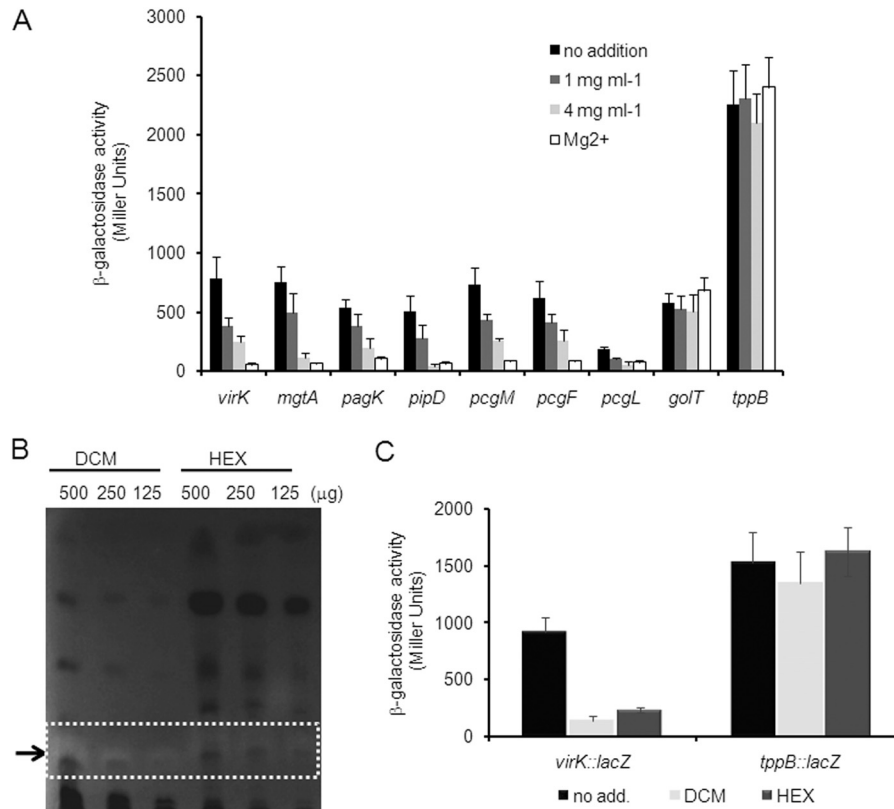 A
β-galactosidase activity
(Miller Units)
3000
2500
2000
1500
1000
500
0
no addition
1 mg ml-1
4 mg ml-1
Mg2+
virK mgtA pagK pipD pcgM pcgF pcgL golT tppB
B
DCM HEX
500 250 125 500 250 125 (µg)
C
β-galactosidase activity
(Miller Units)
2000
1500
1000
500
0
virK::lacZ tppB::lacZ
no add. DCM HEX